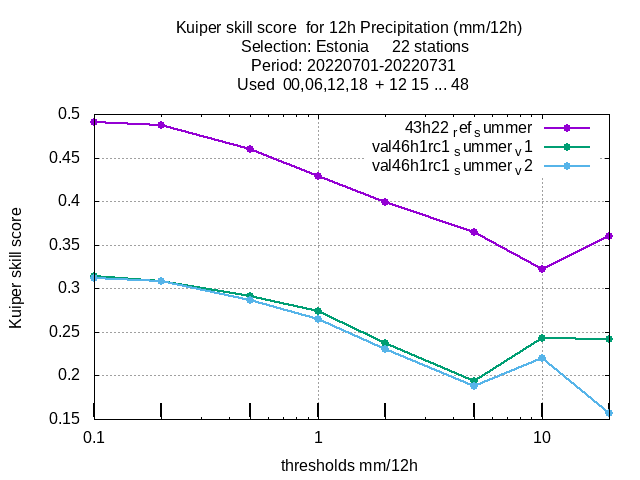 Kuiper skill score  for 12h Precipitation (mm/12h)
Selection: Estonia     22 stations
Period: 20220701-20220731
Used  00,06,12,18  + 12 15 ... 48
43h22 ref summer
val46h1rc1 summer v1
val46h1rc1 summer v2
0.5
0.45
0.4
0.35
0.3
0.25
0.2
0.15
Kuiper skill score
0.1 1 10
thresholds mm/12h